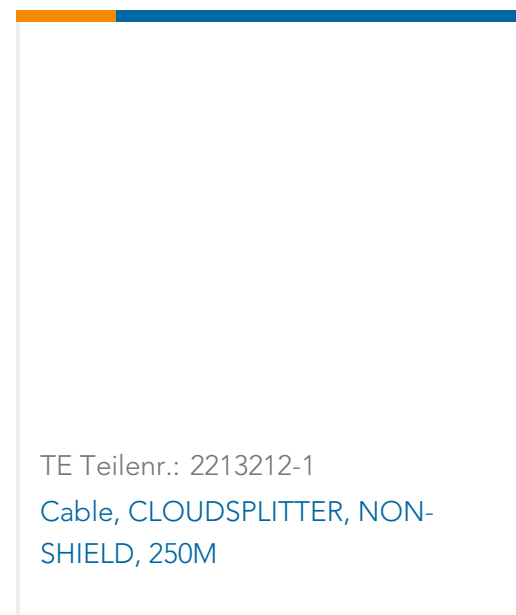 TE Teilenr.: 2213212-1
Cable, CLOUDSPLITTER, NON-
SHIELD, 250M